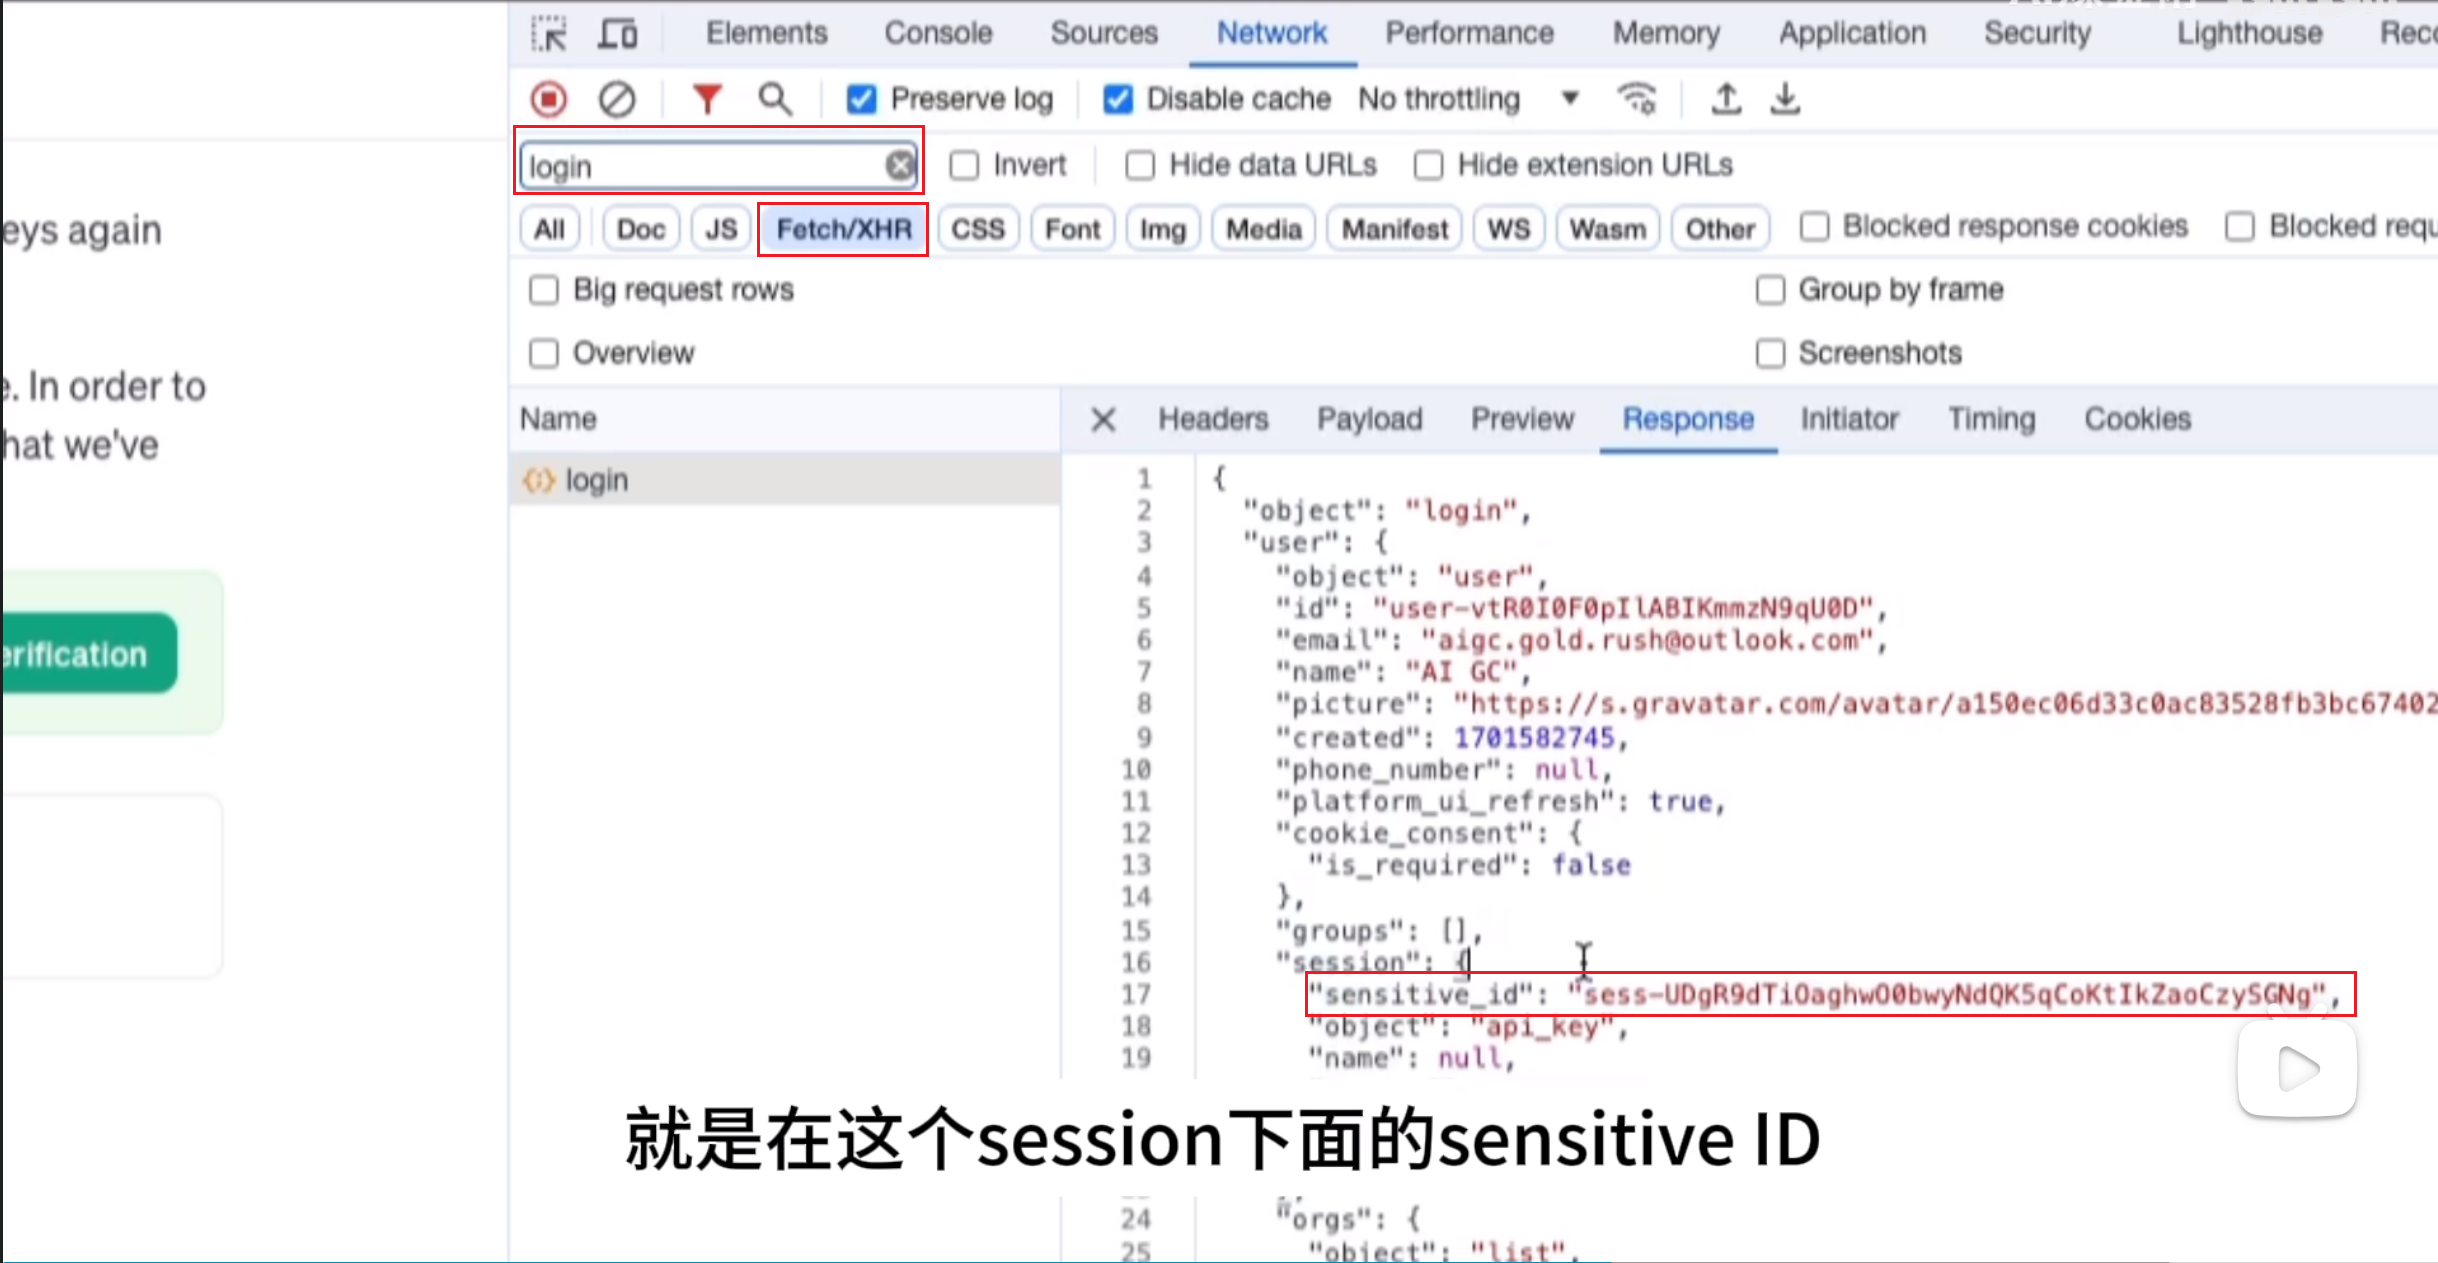 Elements Console Sources Network Performance Memory Application Security Lighthouse
Preserve log Disable cache No throttling
login Invert Hide data URLs Hide extension URLs
All Doc JS Fetch/XHR CSS Font Img Media Manifest WS Wasm Other Blocked response cookies Blocked requ
eys again
Big request rows Group by frame
Overview Screenshots
e. In order to
hat we've
erification
Name
login
Headers Payload Preview Response Initiator Timing Cookies
1 {
2 "object": "login",
3 "user": {
4 "object": "user",
5 "id": "user-vtR0I0F0pIlABIKmmzN9qU0D",
6 "email": "aigc.gold.rush@outlook.com",
7 "name": "AI GC",
8 "picture": "https://s.gravatar.com/avatar/a150ec06d33c0ac83528fb3bc67402
9 "created": 1701582745,
10 "phone_number": null,
11 "platform_ui_refresh": true,
12 "cookie_consent": {
13 "is_required": false
14 },
15 "groups": [],
16 "session": {
17 "sensitive_id": "sess-UDgR9dTiOaghwO0bwyNdQK5qCoKtIkZaoCzySGNg",
18 "object": "api_key",
19 "name": null,
就是在这个session下面的sensitive ID
24 "orgs": {
25 "object": "list",